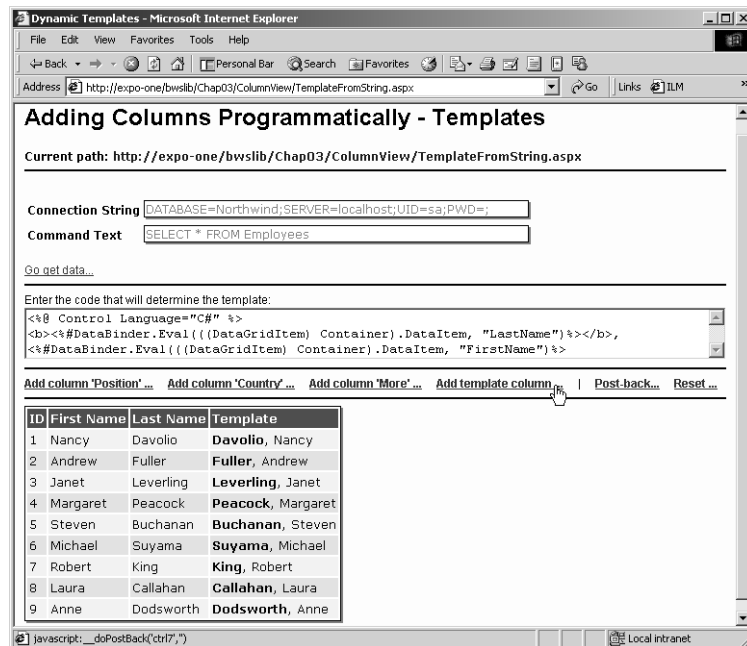 Dynamic Templates - Microsoft Internet Explorer
File Edit View Favorites Tools Help
Back Personal Bar Search Favorites
Address http://expo-one/bwslib/Chap03/ColumnView/TemplateFromString.aspx Go Links ILM »
Adding Columns Programmatically - Templates
Current path: http://expo-one/bwslib/Chap03/ColumnView/TemplateFromString.aspx
Connection String DATABASE=Northwind;SERVER=localhost;UID=sa;PWD=;
Command Text SELECT * FROM Employees
Go get data...
Enter the code that will determine the template:
<%@ Control Language="C#" %>
<b><%#DataBinder.Eval(((DataGridItem) Container).DataItem, "LastName")%></b>,
<%#DataBinder.Eval(((DataGridItem) Container).DataItem, "FirstName")%>
Add column 'Position' ... Add column 'Country' ... Add column 'More' ... Add template column ... | Post-back... Reset ...
ID First Name Last Name Template
1 Nancy Davolio Davolio, Nancy
2 Andrew Fuller Fuller, Andrew
3 Janet Leverling Leverling, Janet
4 Margaret Peacock Peacock, Margaret
5 Steven Buchanan Buchanan, Steven
6 Michael Suyama Suyama, Michael
7 Robert King King, Robert
8 Laura Callahan Callahan, Laura
9 Anne Dodsworth Dodsworth, Anne
javascript:__doPostBack('ctrl7','') Local intranet